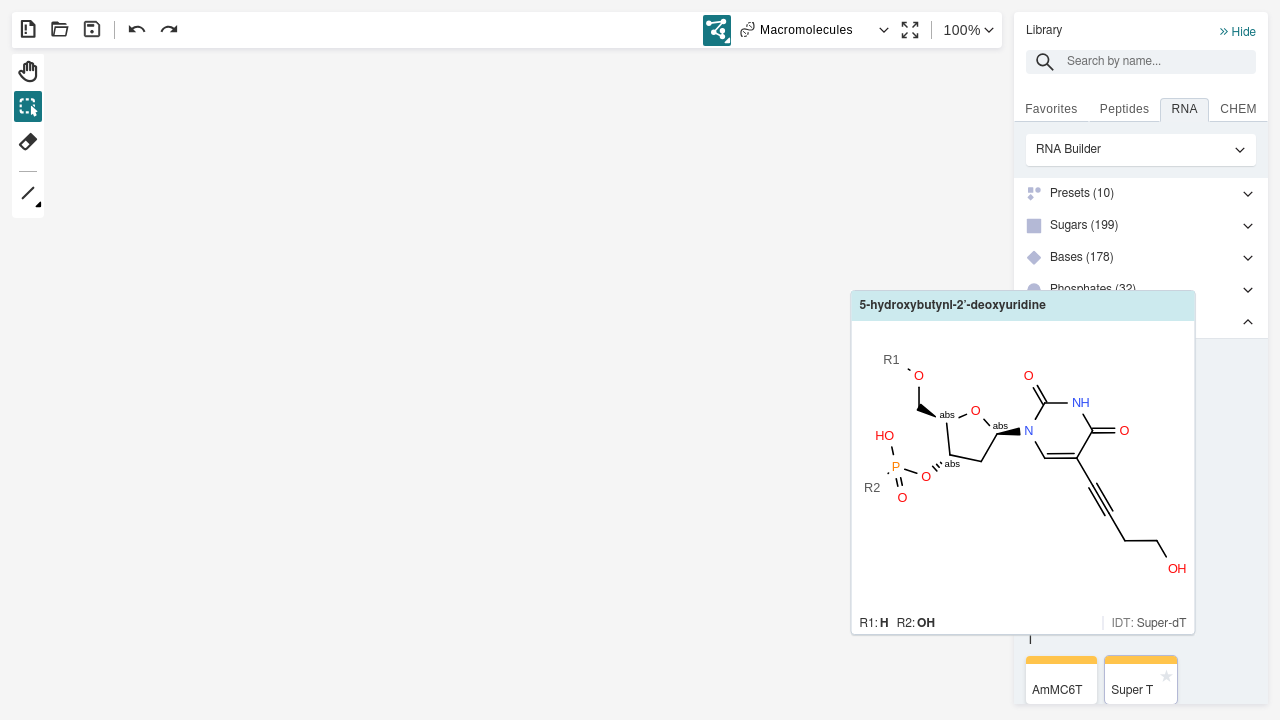 Macromolecules
100%
Library
Hide
Search by name...
Favorites
Peptides
RNA
CHEM
RNA Builder
Presets (10)
Sugars (199)
Bases (178)
Phosphates (32)
5-hydroxybutynl-2'-deoxyuridine
R1
O
O
abs
O
NH
HO
abs
N
O
P
abs
R2
O
O
OH
R1: H R2: OH
IDT: Super-dT
T
AmMC6T
Super T